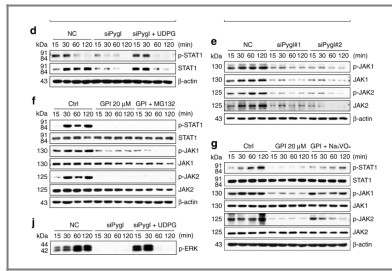 d
NC siPygl siPygl + UDPG
kDa 15 30 60 120 15 30 60 120 15 30 60 120 (min)
91
84
p-STAT1
91
84
STAT1
43
β-actin
e
NC siPygl#1 siPygl#2
kDa 15 30 60 120 15 30 60 120 15 30 60 120 (min)
130
p-JAK1
130
JAK1
125
p-JAK2
125
JAK2
43
β-actin
f
Ctrl GPI 20 μM GPI + MG132
kDa 15 30 60 120 15 30 60 120 15 30 60 120 (min)
91
84
p-STAT1
91
84
STAT1
130
p-JAK1
130
JAK1
125
p-JAK2
125
JAK2
43
β-actin
g
Ctrl GPI 20 μM GPI + Na₃VO₄
kDa 15 30 60 120 15 30 60 120 15 30 60 120 (min)
91
84
p-STAT1
91
84
STAT1
130
p-JAK1
130
JAK1
125
p-JAK2
125
JAK2
43
β-actin
j
NC siPygl siPygl + UDPG
kDa 15 30 60 120 15 30 60 120 15 30 60 120 (min)
44
42
p-ERK